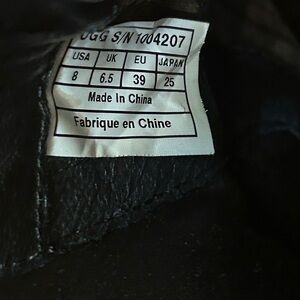 UGG S/N 1004207
USA UK EU JAPAN
8 6.5 39 25
Made In China
Fabrique en Chine